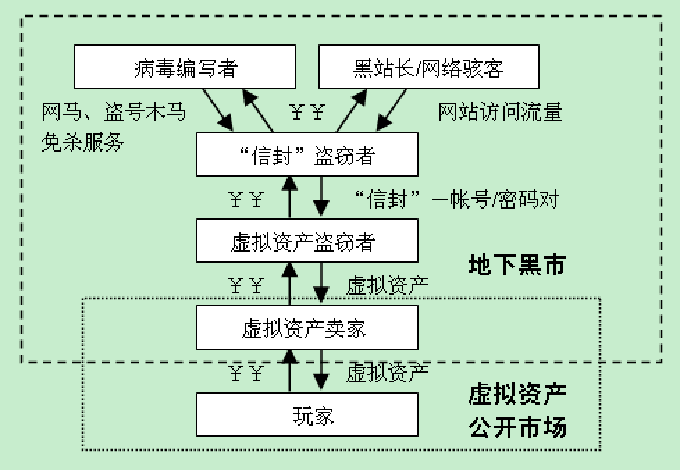 病毒编写者
黑站长/网络骇客
网马、盗号木马
免杀服务
￥￥
网站访问流量
“信封”盗窃者
￥￥
“信封”—帐号/密码对
虚拟资产盗窃者
地下黑市
￥￥
虚拟资产
虚拟资产卖家
￥￥
虚拟资产
虚拟资产
公开市场
玩家